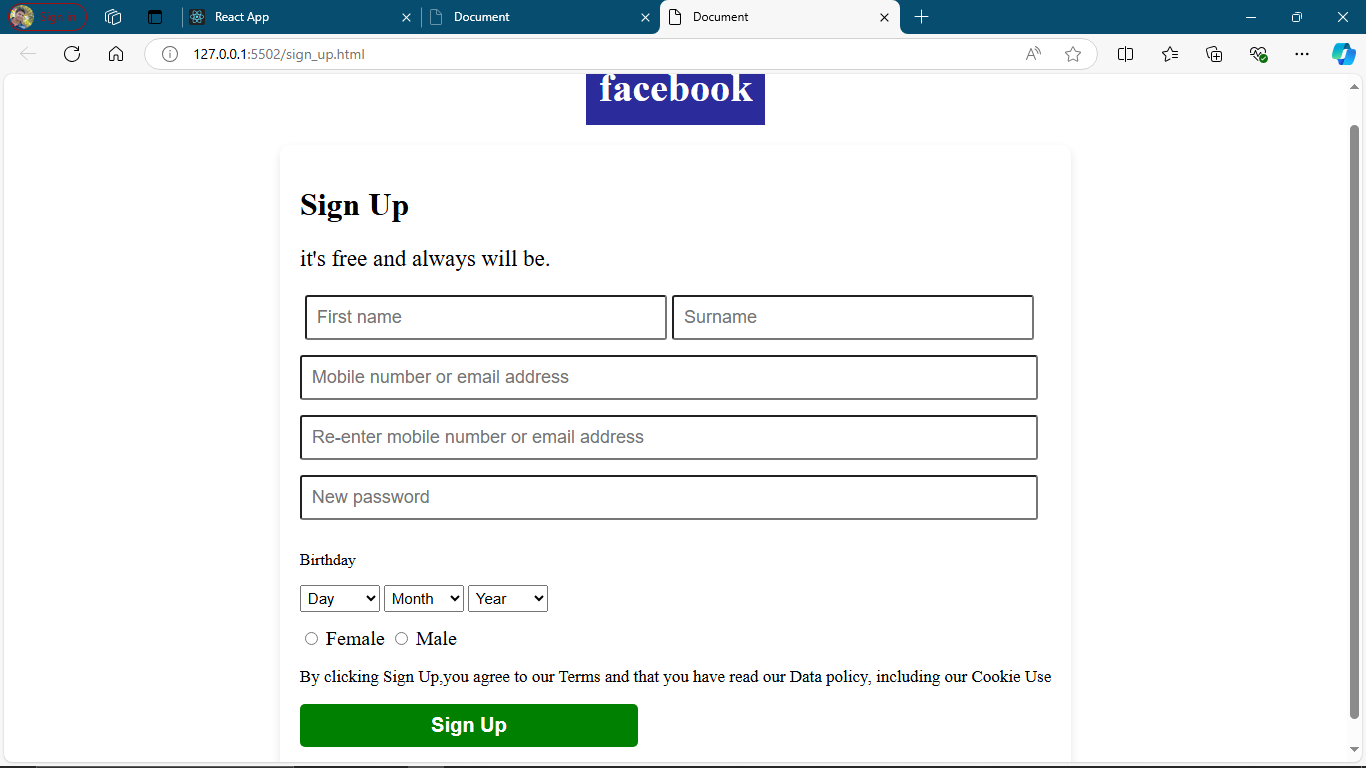 Sign in React App Document Document
127.0.0.1:5502/sign_up.html
facebook
Sign Up
it's free and always will be.
First name Surname
Mobile number or email address
Re-enter mobile number or email address
New password
Birthday
Day Month Year
Female Male
By clicking Sign Up,you agree to our Terms and that you have read our Data policy, including our Cookie Use
Sign Up